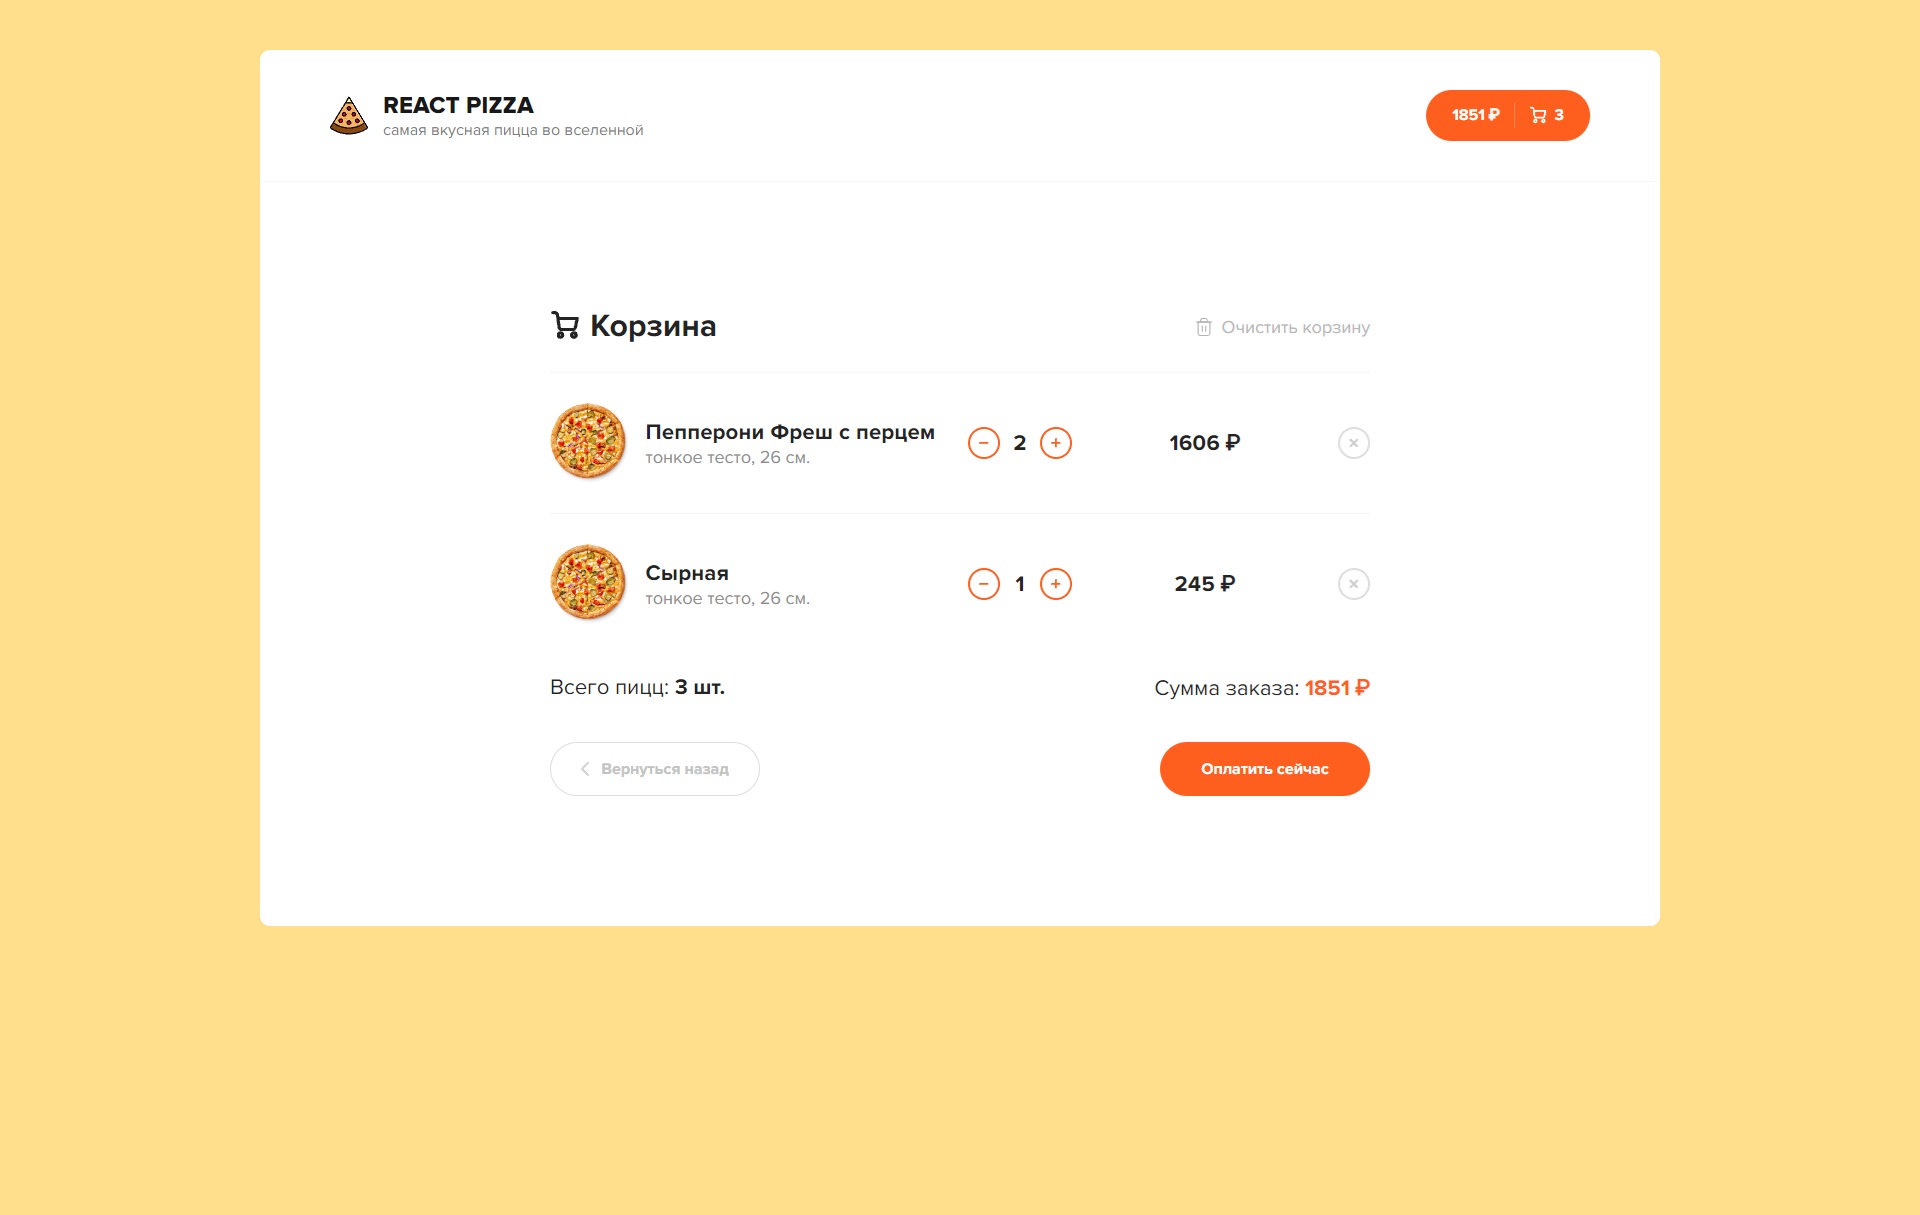 REACT PIZZA
самая вкусная пицца во вселенной
1851 ₽ 3
Корзина
Очистить корзину
Пепперони Фреш с перцем
тонкое тесто, 26 см.
2
1606 ₽
Сырная
тонкое тесто, 26 см.
1
245 ₽
Всего пицц: 3 шт.
Сумма заказа: 1851 ₽
Вернуться назад
Оплатить сейчас